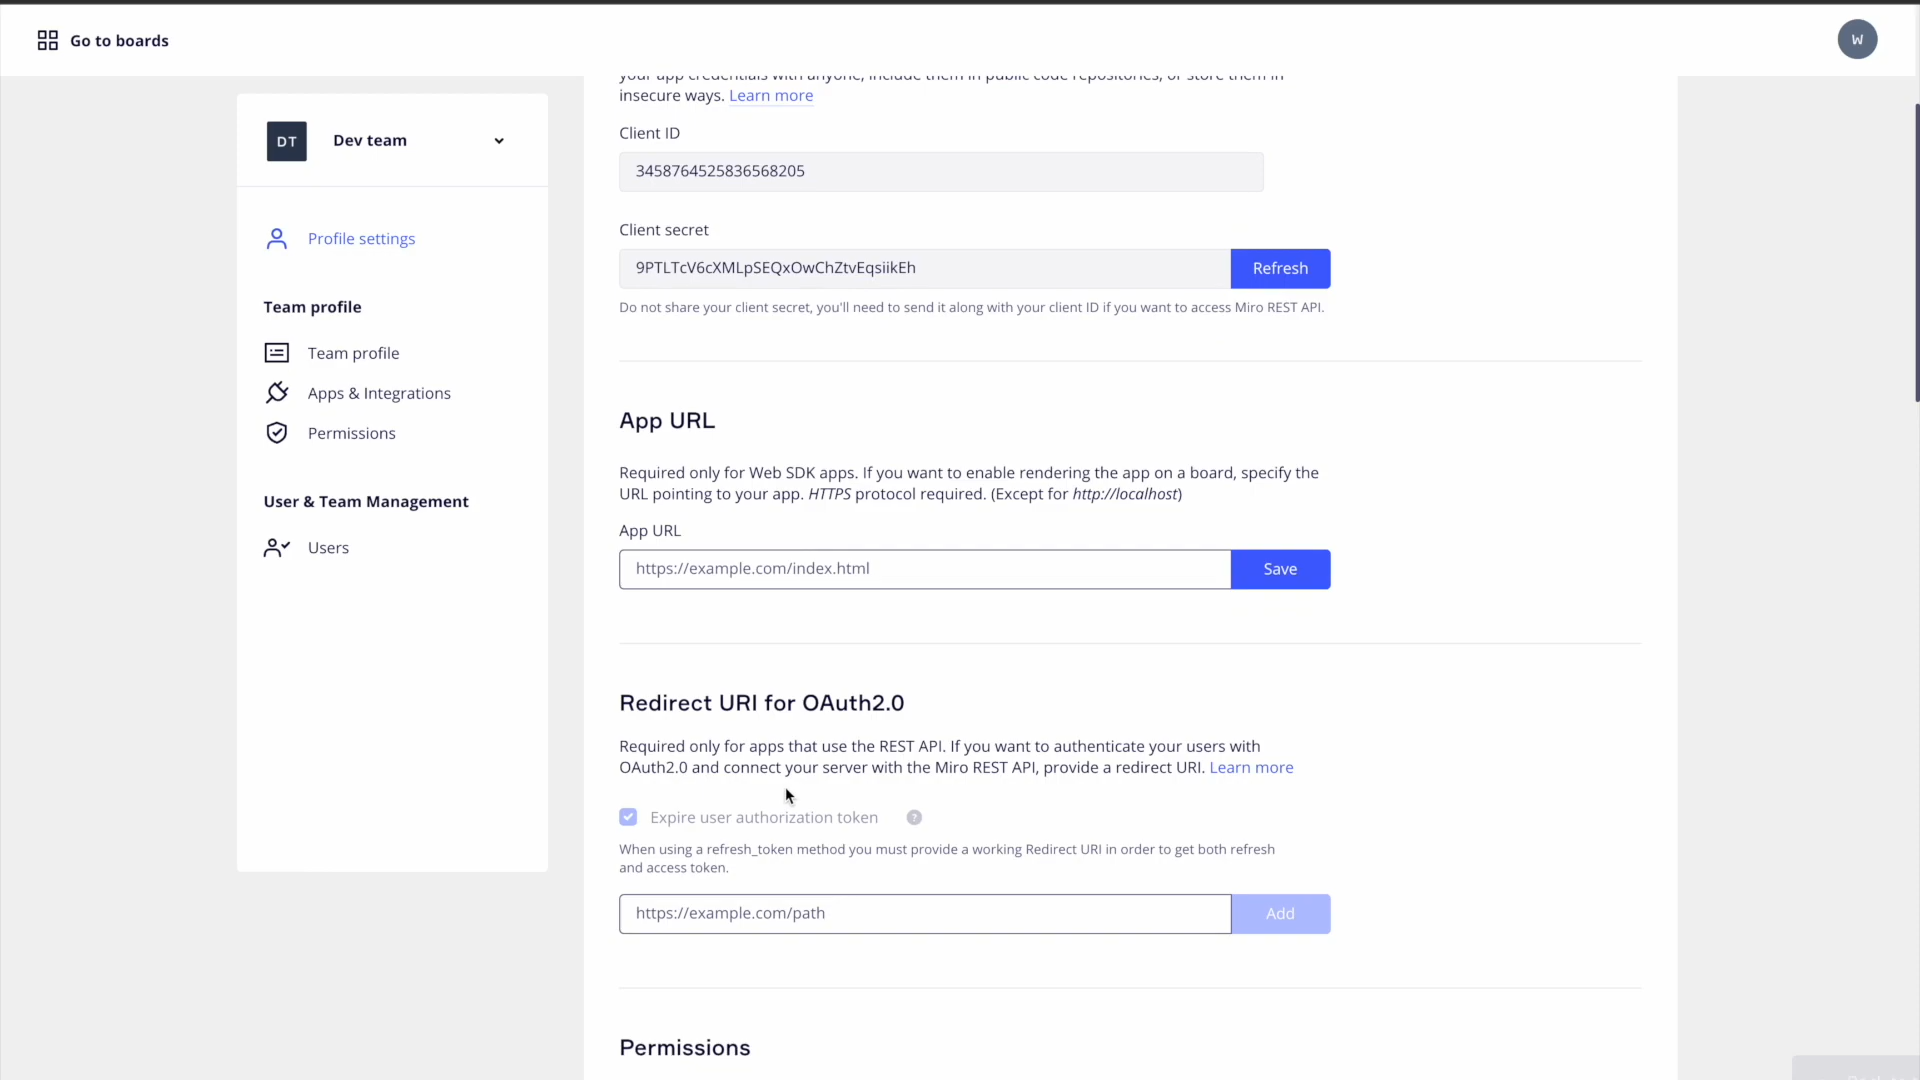 Go to boards
W
DT
Dev team
Profile settings
Team profile
Team profile
Apps & Integrations
Permissions
User & Team Management
Users
your app credentials with anyone, include them in public code repositories, or store them in
insecure ways. Learn more
Client ID
3458764525836568205
Client secret
9PTLTcV6cXMLpSEQxOwChZtvEqsiikEh
Refresh
Do not share your client secret, you'll need to send it along with your client ID if you want to access Miro REST API.
App URL
Required only for Web SDK apps. If you want to enable rendering the app on a board, specify the
URL pointing to your app. HTTPS protocol required. (Except for http://localhost)
App URL
https://example.com/index.html
Save
Redirect URI for OAuth2.0
Required only for apps that use the REST API. If you want to authenticate your users with
OAuth2.0 and connect your server with the Miro REST API, provide a redirect URI. Learn more
Expire user authorization token
?
When using a refresh_token method you must provide a working Redirect URI in order to get both refresh
and access token.
https://example.com/path
Add
Permissions